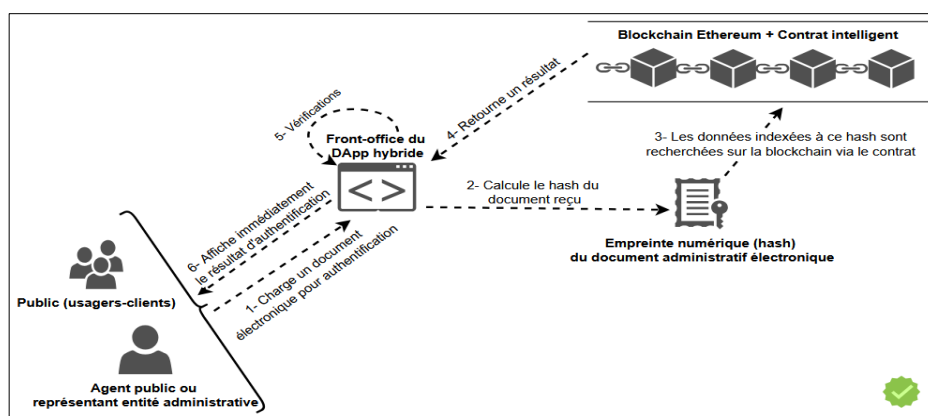 Blockchain Ethereum + Contrat intelligent
5- Vérifications
4- Retourne un résultat
Front-office du
DApp hybride
3- Les données indexées à ce hash sont
recherchées sur la blockchain via le contrat
2- Calcule le hash du
document reçu
Empreinte numérique (hash)
du document administratif électronique
6- Affiche immédiatement
le résultat d'authentification
1- Charge un document
électronique pour authentification
Public (usagers-clients)
Agent public ou
représentant entité administrative